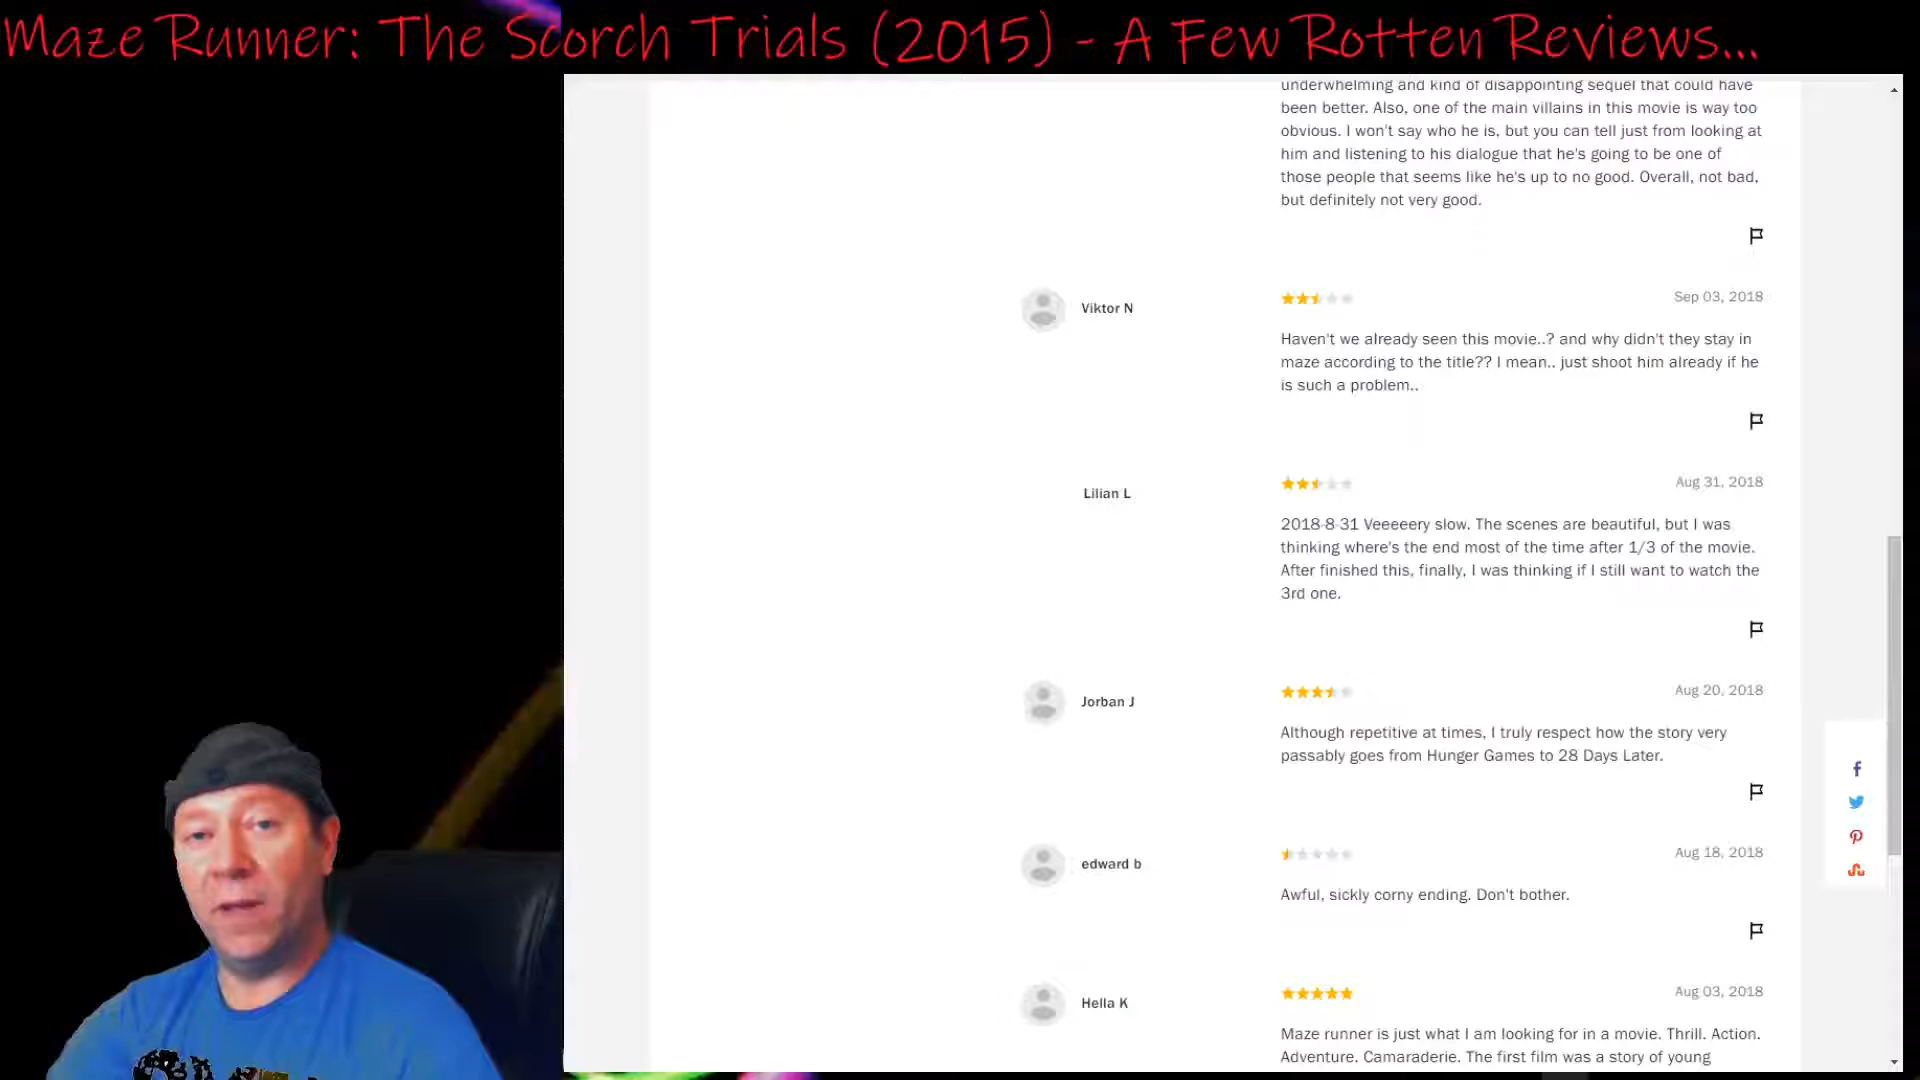 Maze Runner: The Scorch Trials (2015) - A Few Rotten Reviews...
underwhelming and kind of disappointing sequel that could have
been better. Also, one of the main villains in this movie is way too
obvious. I won't say who he is, but you can tell just from looking at
him and listening to his dialogue that he's going to be one of
those people that seems like he's up to no good. Overall, not bad,
but definitely not very good.
Viktor N
Sep 03, 2018
Haven't we already seen this movie..? and why didn't they stay in
maze according to the title?? I mean.. just shoot him already if he
is such a problem..
Lilian L
Aug 31, 2018
2018-8-31 Veeeeery slow. The scenes are beautiful, but I was
thinking where's the end most of the time after 1/3 of the movie.
After finished this, finally, I was thinking if I still want to watch the
3rd one.
Jorban J
Aug 20, 2018
Although repetitive at times, I truly respect how the story very
passably goes from Hunger Games to 28 Days Later.
edward b
Aug 18, 2018
Awful, sickly corny ending. Don't bother.
Hella K
Aug 03, 2018
Maze runner is just what I am looking for in a movie. Thrill. Action.
Adventure. Camaraderie. The first film was a story of young